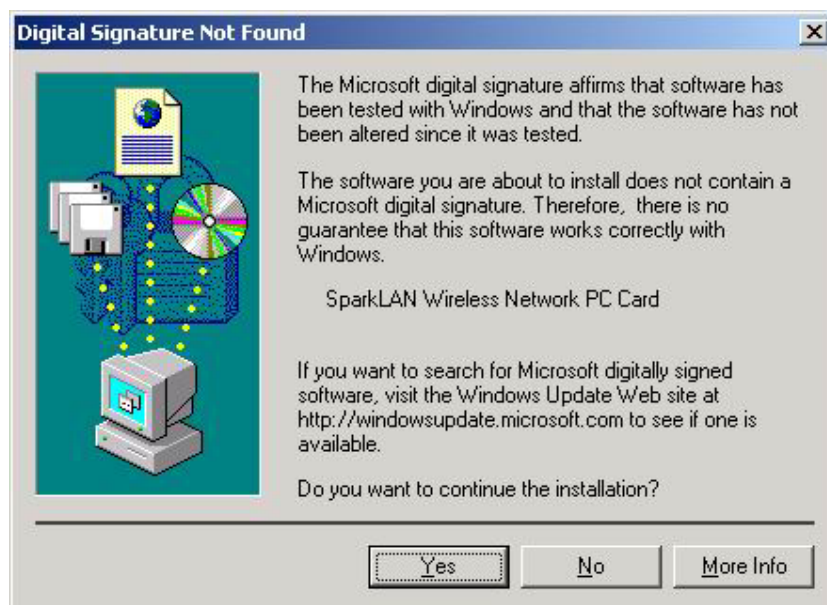 Digital Signature Not Found
The Microsoft digital signature affirms that software has
been tested with Windows and that the software has not
been altered since it was tested.
The software you are about to install does not contain a
Microsoft digital signature. Therefore, there is no
guarantee that this software works correctly with
Windows.
SparkLAN Wireless Network PC Card
If you want to search for Microsoft digitally signed
software, visit the Windows Update Web site at
http://windowsupdate.microsoft.com to see if one is
available.
Do you want to continue the installation?
Yes No More Info